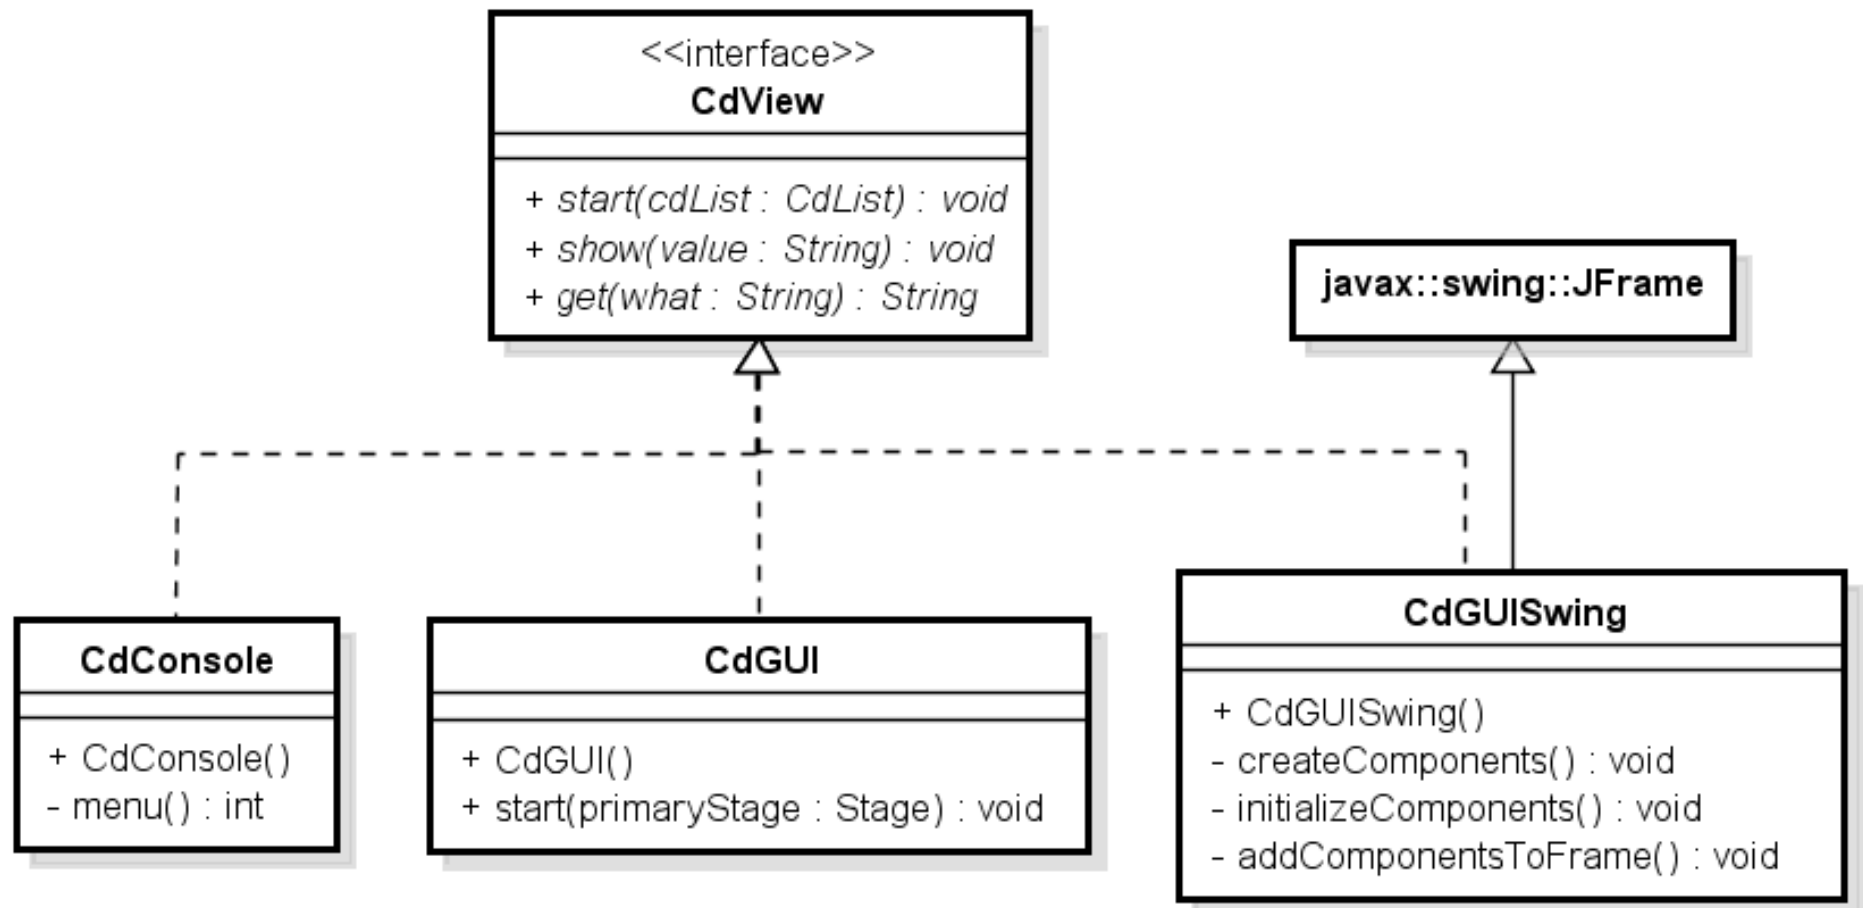 <<interface>>
CdView
+ start(cdList : CdList) : void
+ show(value : String) : void
+ get(what : String) : String
javax::swing::JFrame
CdConsole
+ CdConsole()
- menu() : int
CdGUI
+ CdGUI()
+ start(primaryStage : Stage) : void
CdGUISwing
+ CdGUISwing()
- createComponents() : void
- initializeComponents() : void
- addComponentsToFrame() : void